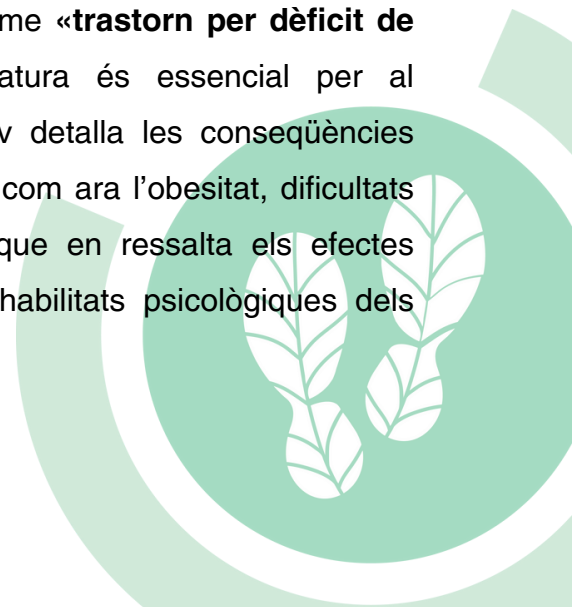 me «trastorn per dèficit de
atura és essencial per al
v detalla les conseqüències
com ara l’obesitat, dificultats
que en ressalta els efectes
habilitats psicològiques dels